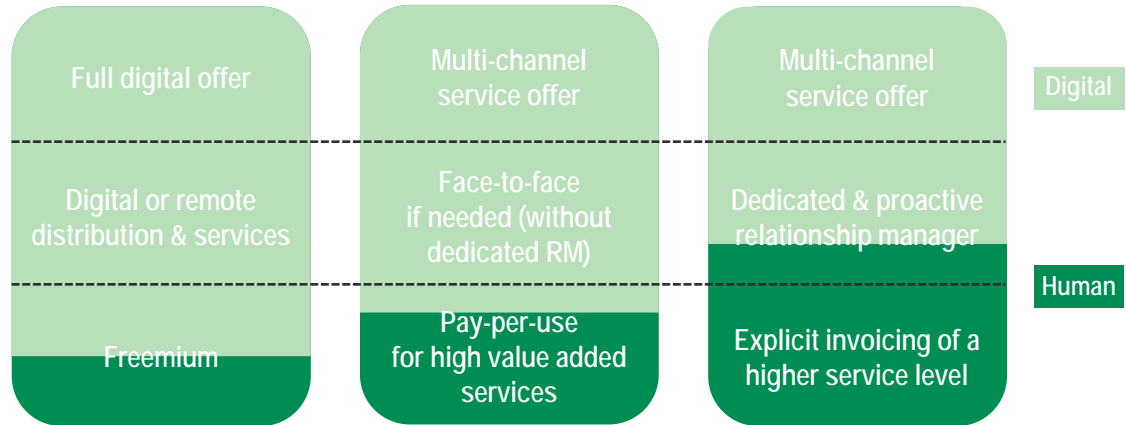 Full digital offer
Multi-channel
service offer
Multi-channel
service offer
Digital
Digital or remote
distribution & services
Face-to-face
if needed (without
dedicated RM)
Dedicated & proactive
relationship manager
Human
Freemium
Pay-per-use
for high value added
services
Explicit invoicing of a
higher service level